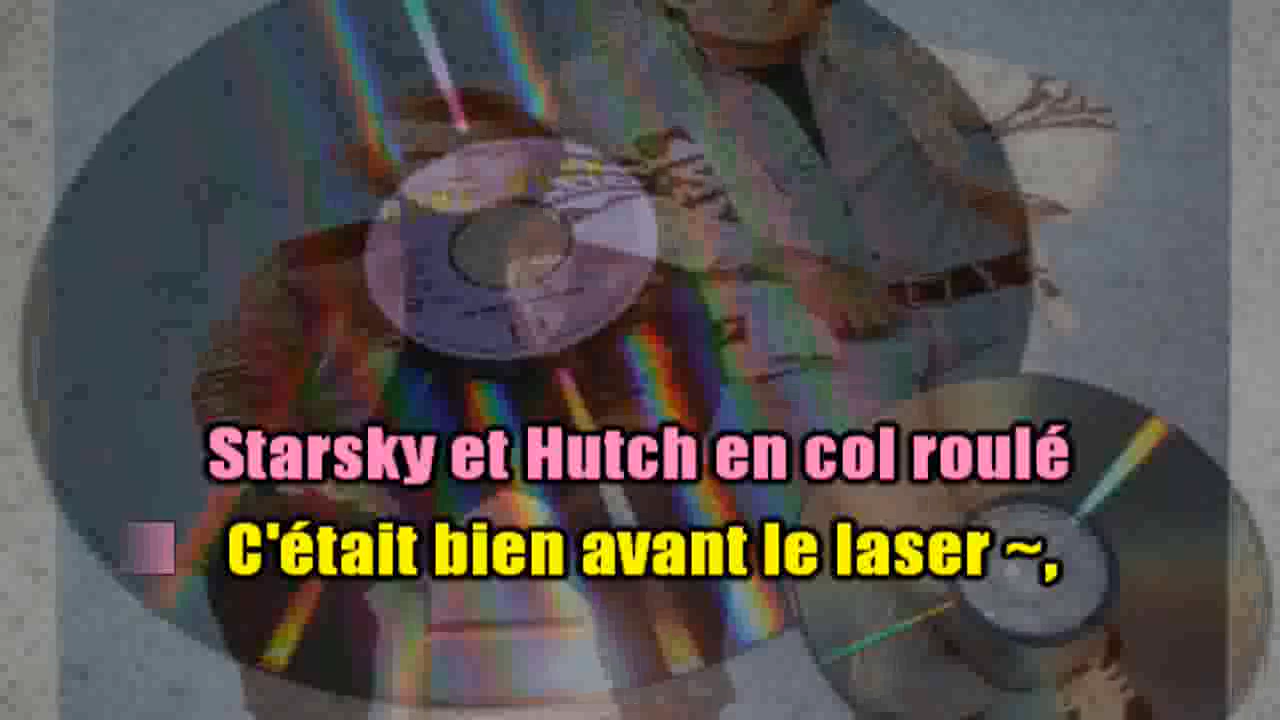 Starsky et Hutch en col roulé
C'était bien avant le laser ~,